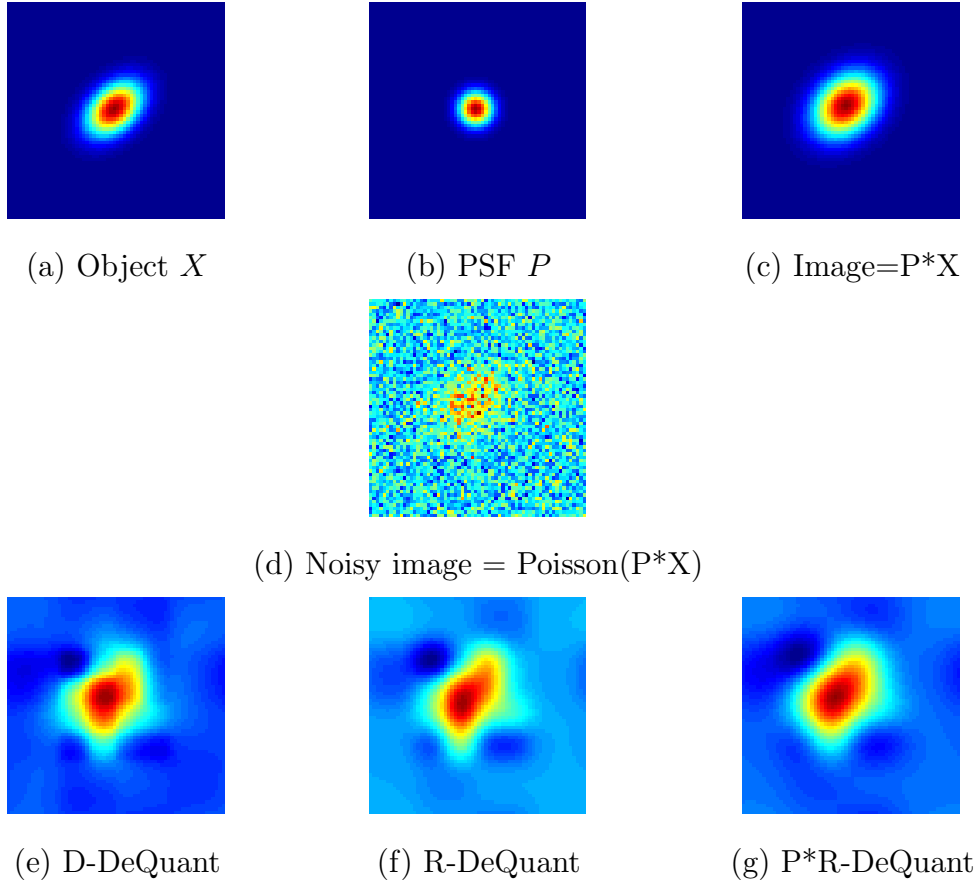 (a) Object X
(b) PSF P
(c) Image=P*X
(d) Noisy image = Poisson(P*X)
(e) D-DeQuant
(f) R-DeQuant
(g) P*R-DeQuant